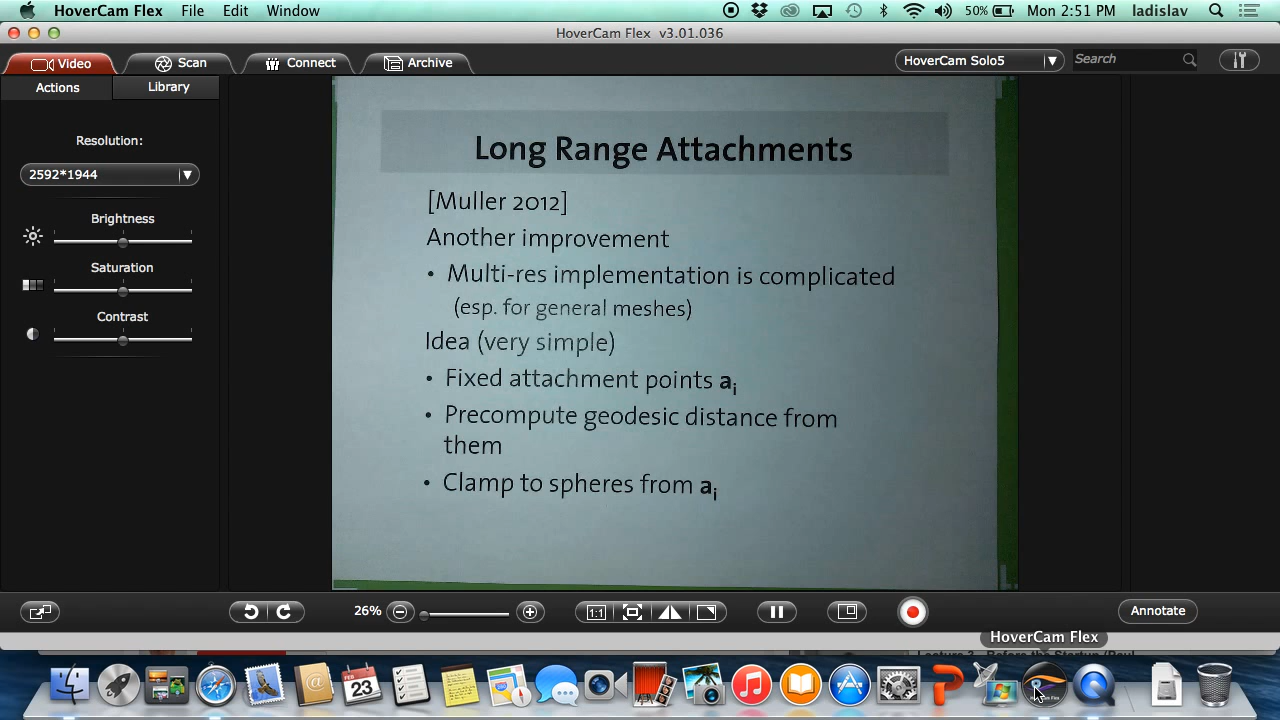 HoverCam Flex File Edit Window 50% Mon 2:51 PM ladislav
HoverCam Flex v3.01.036
Video Scan Connect Archive HoverCam Solo5 Search
Actions Library
Resolution:
2592*1944
Brightness
Saturation
Contrast
Long Range Attachments
[Muller 2012]
Another improvement
• Multi-res implementation is complicated
(esp. for general meshes)
Idea (very simple)
• Fixed attachment points ai
• Precompute geodesic distance from
them
• Clamp to spheres from ai
26% 1:1 Annotate
HoverCam Flex
FEB
23